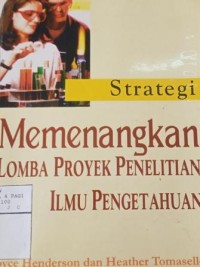 Strategi
Memenangkan
LOMBA PROYEK PENELITIAN
ILMU PENGETAHUAN
Henderson dan Heather